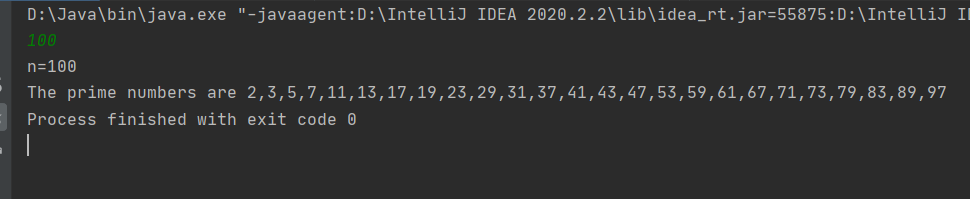 D:\Java\bin\java.exe "-javaagent:D:\IntelliJ IDEA 2020.2.2\lib\idea_rt.jar=55875:D:\IntelliJ
100
n=100
The prime numbers are 2,3,5,7,11,13,17,19,23,29,31,37,41,43,47,53,59,61,67,71,73,79,83,89,97
Process finished with exit code 0